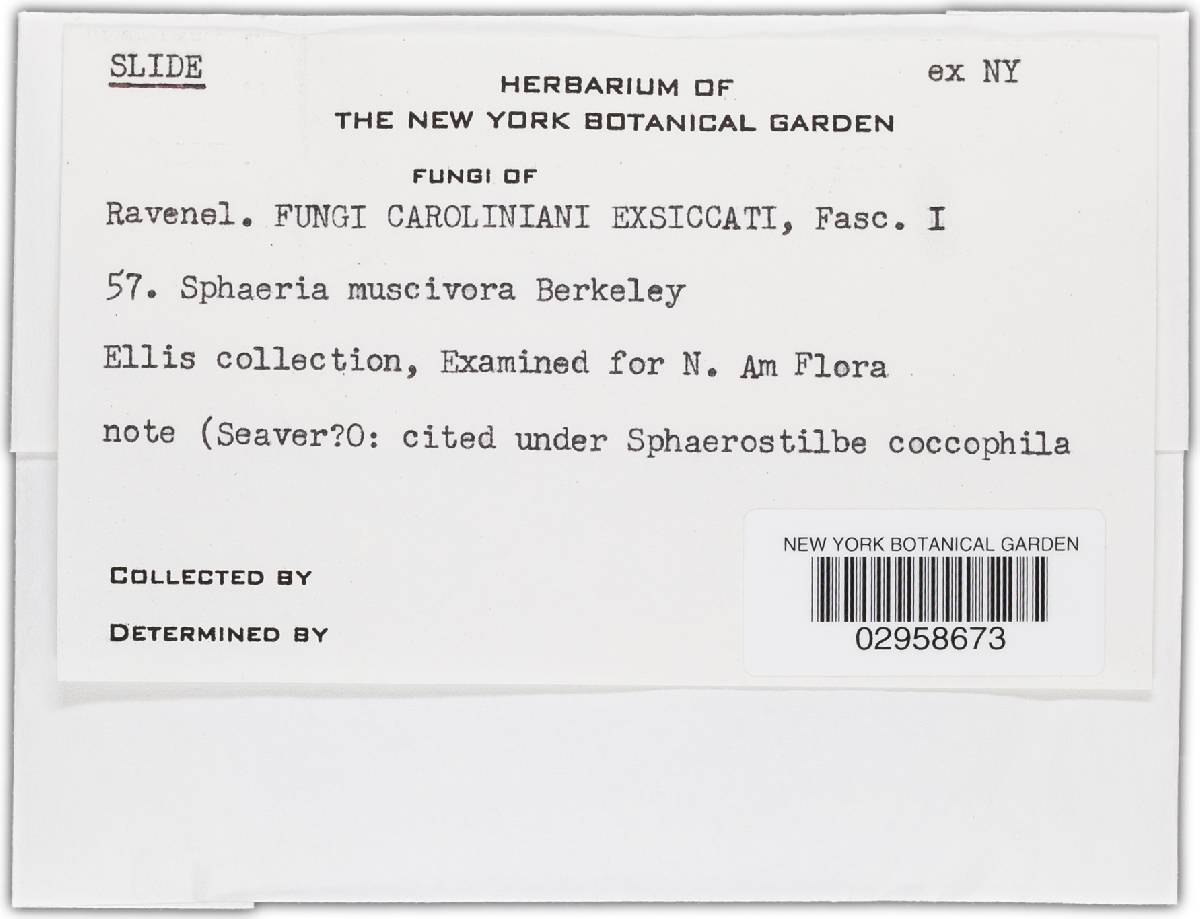 SLIDE
ex NY
HERBARIUM OF
THE NEW YORK BOTANICAL GARDEN
FUNGI OF
Ravenel. FUNGI CAROLINIANI EXSICCATI, Fasc. I
57. Sphaeria muscivora Berkeley
Ellis collection, Examined for N. Am Flora
note (Seaver?O: cited under Sphaerostilbe coccophila
NEW YORK BOTANICAL GARDEN
02958673
COLLECTED BY
DETERMINED BY